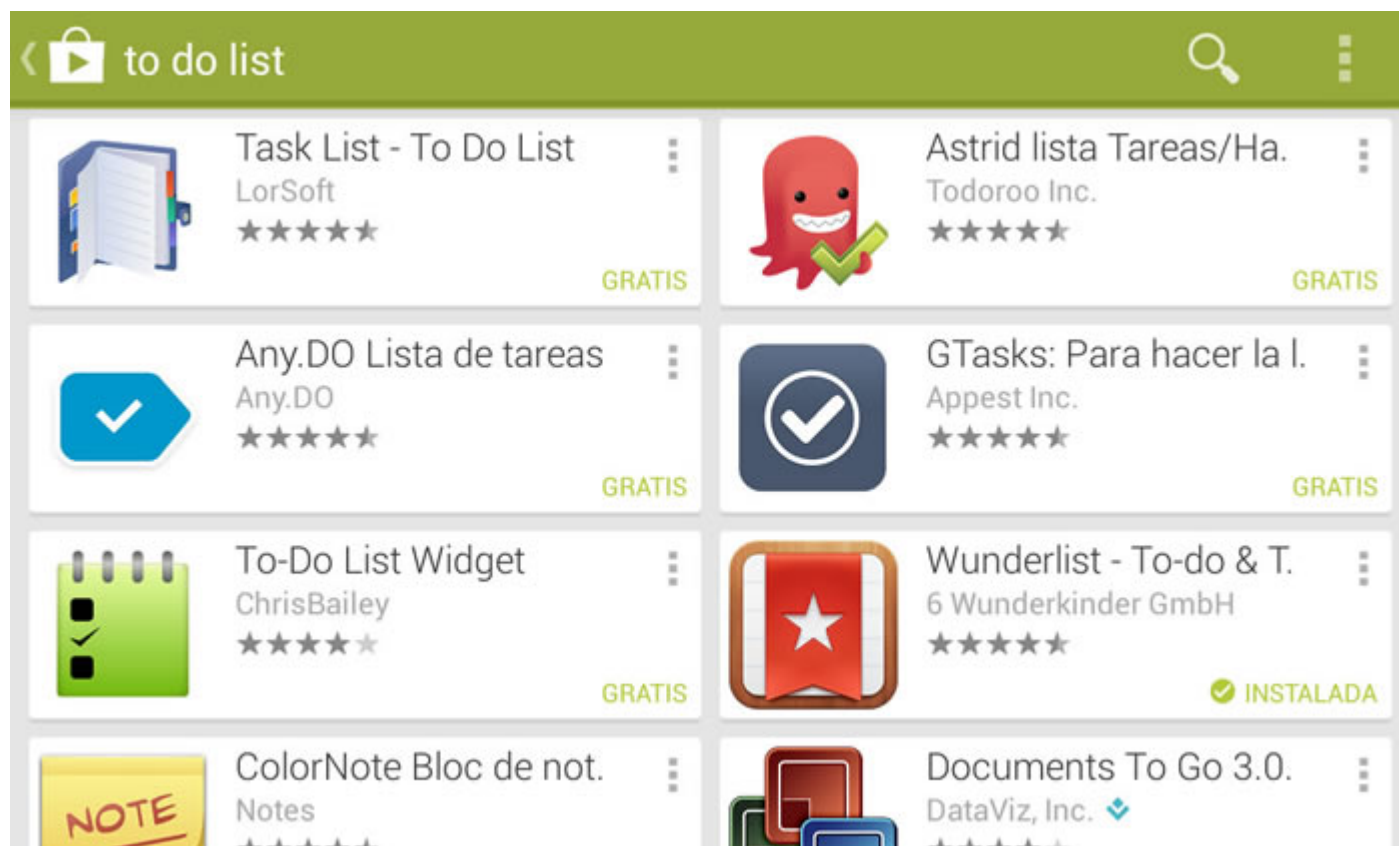 to do list
Task List - To Do List
LorSoft
GRATIS
Astrid lista Tareas/Ha.
Todoroo Inc.
GRATIS
Any.DO Lista de tareas
Any.DO
GRATIS
GTasks: Para hacer la l.
Appest Inc.
GRATIS
To-Do List Widget
ChrisBailey
GRATIS
Wunderlist - To-do & T.
6 Wunderkinder GmbH
INSTALADA
NOTE
ColorNote Bloc de not.
Notes
Documents To Go 3.0.
DataViz, Inc.